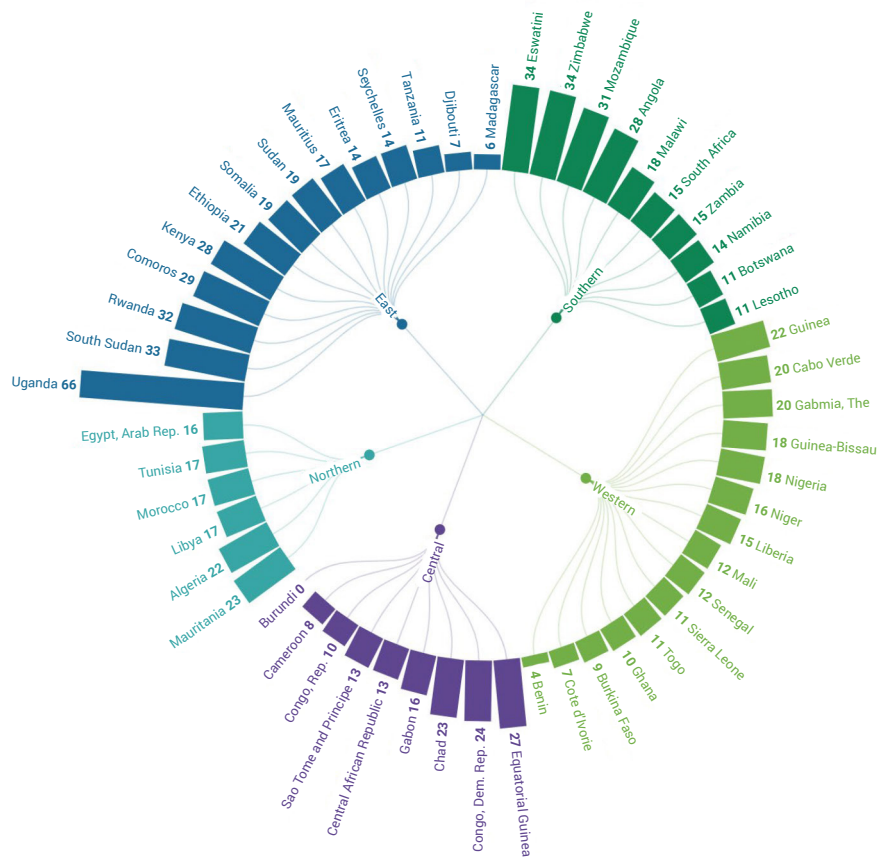 34 Eswatini
34 Zimbabwe
31 Mozambique
28 Angola
18 Malawi
15 South Africa
15 Zambia
14 Namibia
11 Botswana
11 Lesotho
Southern
22 Guinea
20 Cabo Verde
20 Gabmia, The
18 Guinea-Bissau
18 Nigeria
16 Niger
15 Liberia
12 Mali
12 Senegal
11 Sierra Leone
11 Togo
10 Ghana
9 Burkina Faso
7 Cote d'Ivorie
4 Benin
Western
27 Equatorial Guinea
Congo, Dem. Rep. 24
Chad 23
Gabon 16
Central African Republic 13
Sao Tome and Principe 13
Congo, Rep. 10
Cameroon 8
Burundi 0
Central
Mauritania 23
Algeria 22
Libya 17
Morocco 17
Tunisia 17
Egypt, Arab Rep. 16
Northern
Uganda 66
South Sudan 33
Rwanda 32
Comoros 29
Kenya 28
Ethiopia 21
Somalia 19
Sudan 19
Mauritius 17
Eritrea 14
Seychelles 14
Tanzania 11
Djibouti 7
6 Madagascar
East